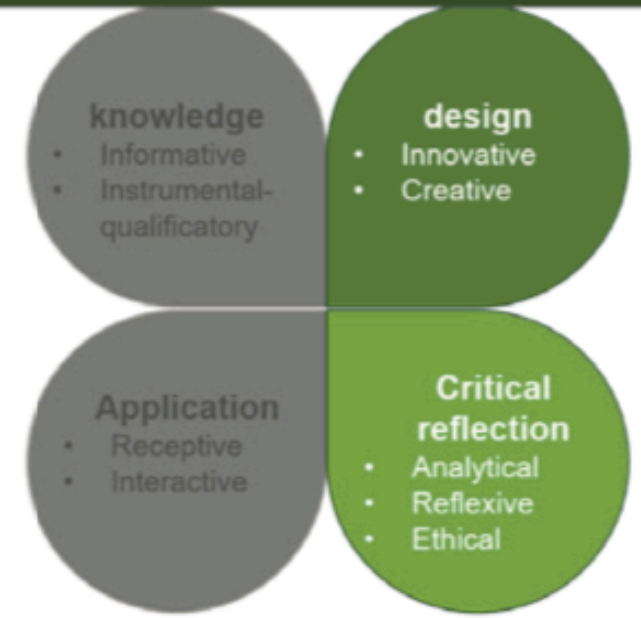 knowledge
• Informative
• Instrumental-
qualificatory
design
• Innovative
• Creative
Application
• Receptive
• Interactive
Critical
reflection
• Analytical
• Reflexive
• Ethical